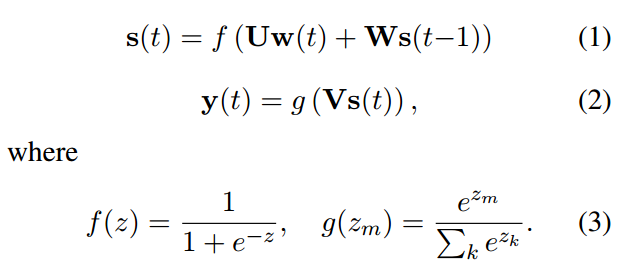 s(t) = f (Uw(t) + Ws(t−1)) (1)
y(t) = g (Vs(t)) , (2)
where
f(z) = 1 / (1 + e^{−z}) , g(z_m) = e^{z_m} / ∑_k e^{z_k} . (3)